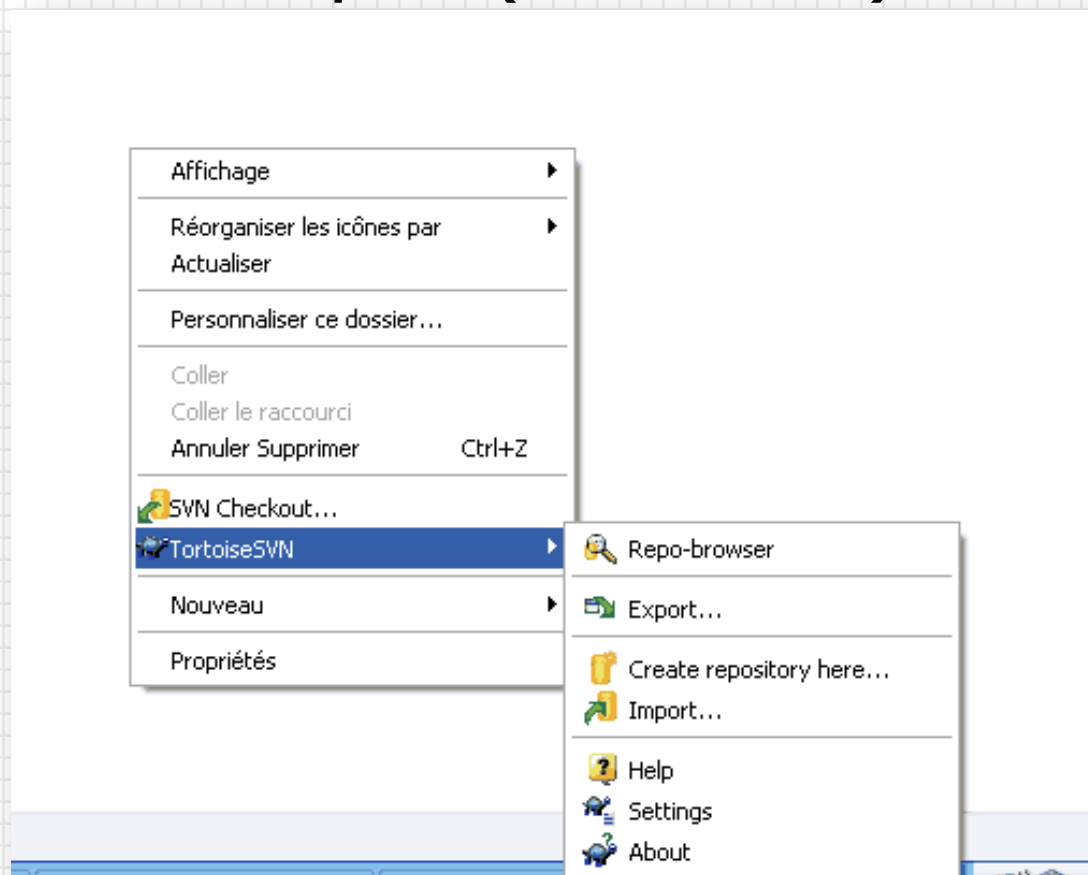 Affichage
Réorganiser les icônes par
Actualiser
Personnaliser ce dossier...
Coller
Coller le raccourci
Annuler Supprimer Ctrl+Z
SVN Checkout...
TortoiseSVN
Nouveau
Propriétés
Repo-browser
Export...
Create repository here...
Import...
Help
Settings
About